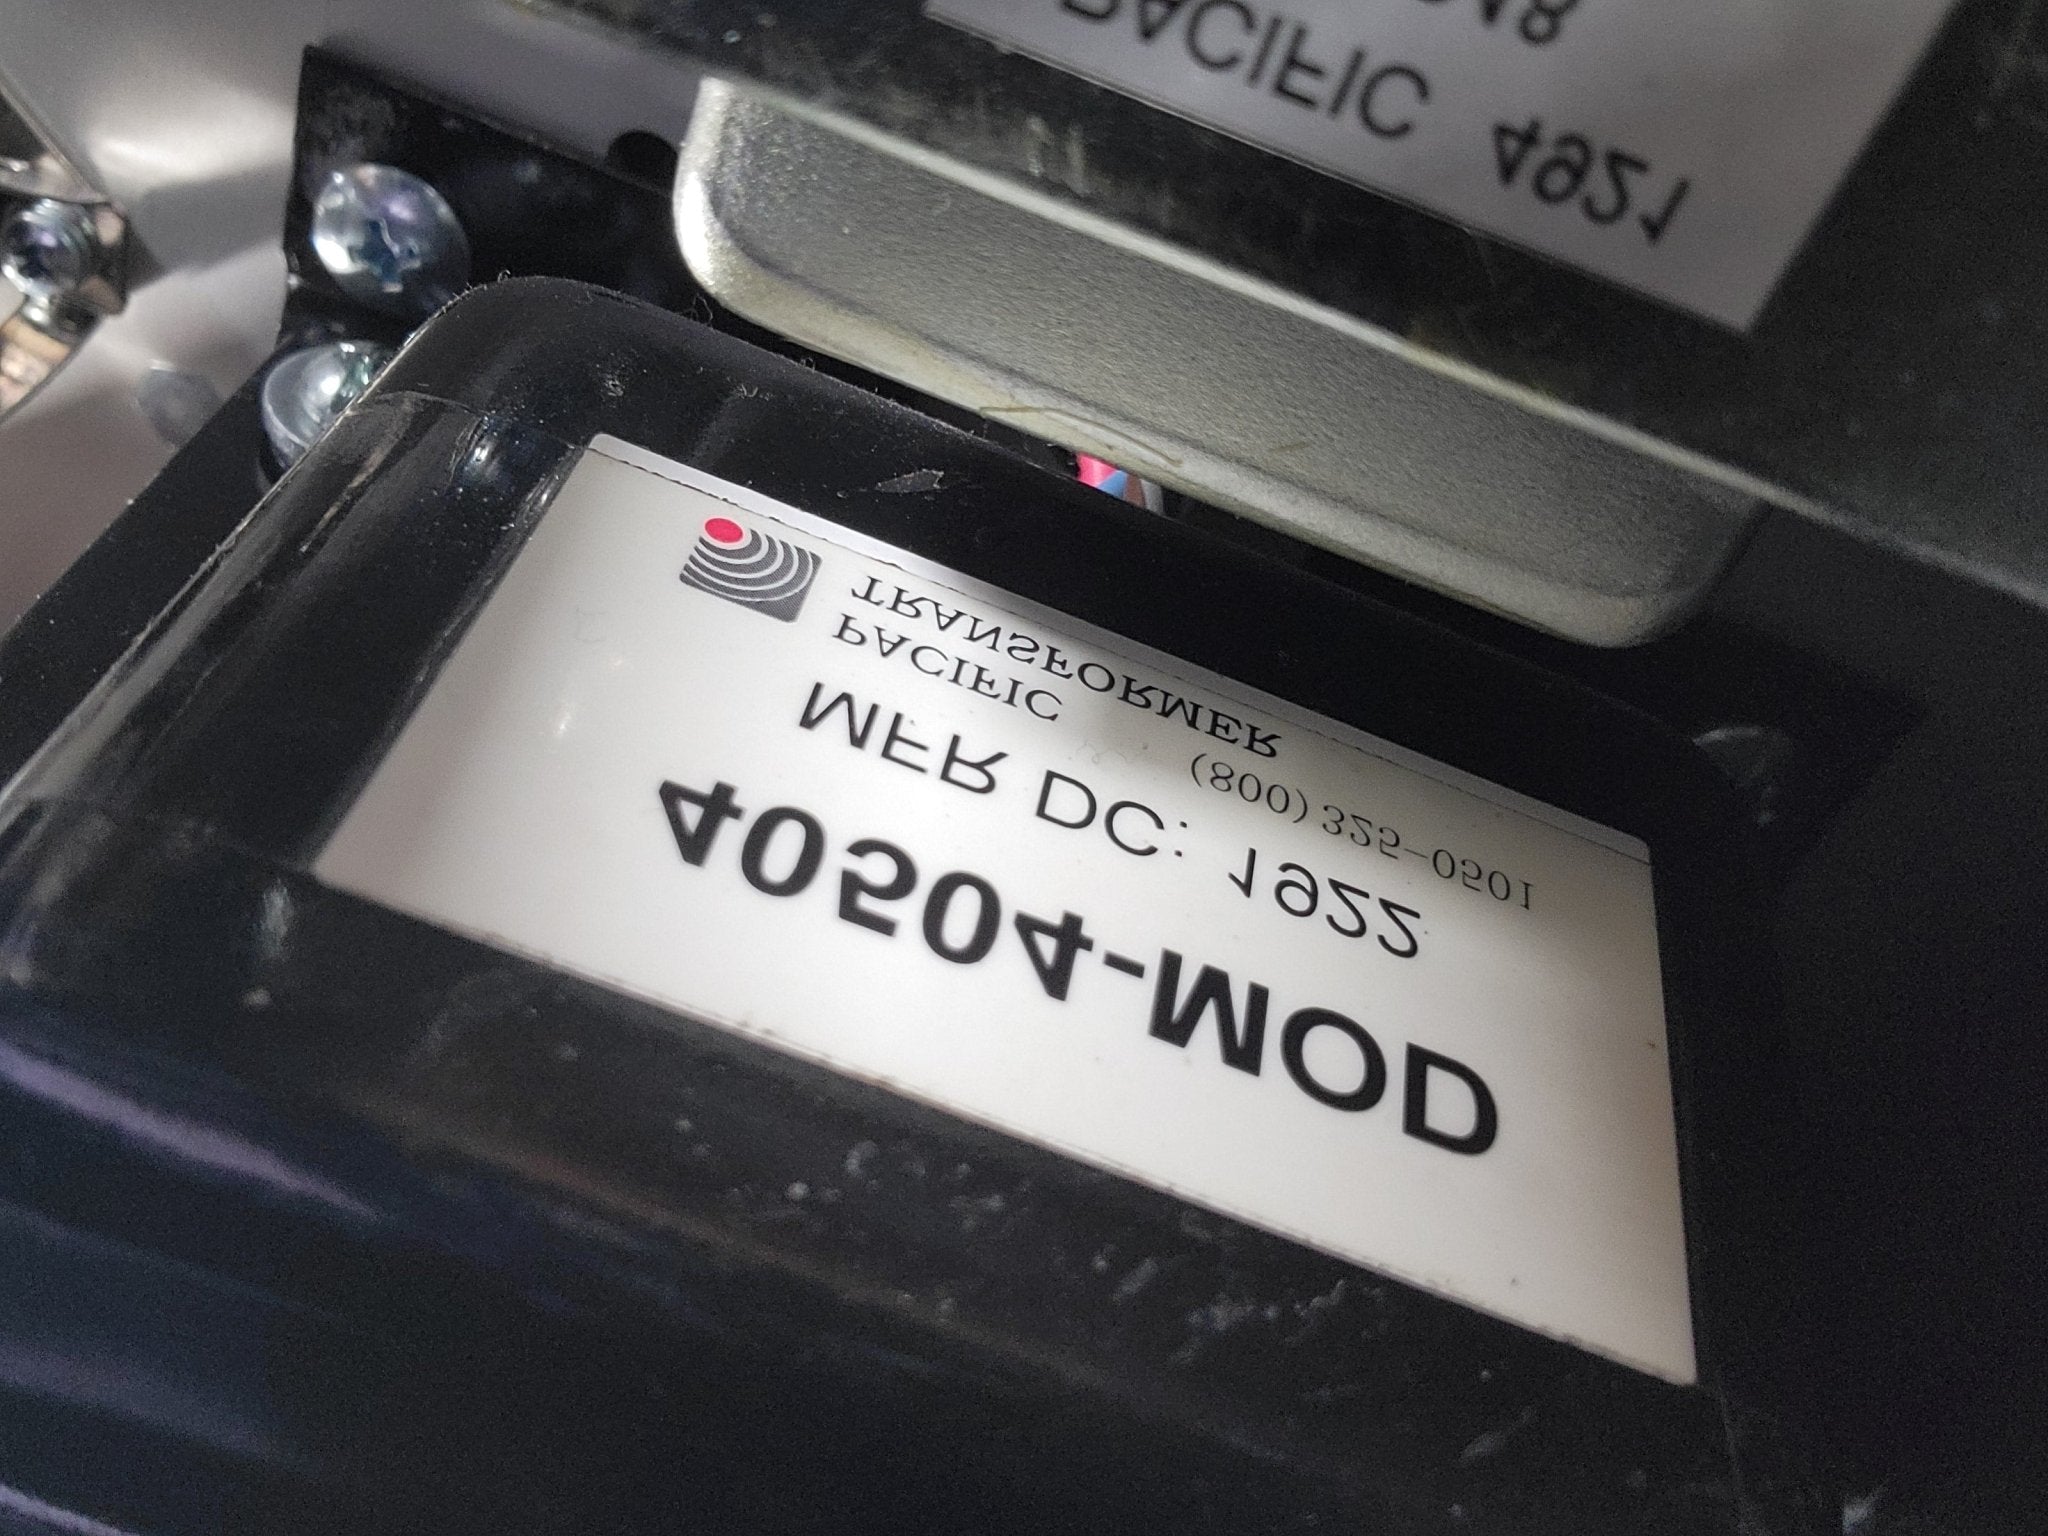 40504-MOD
MFR DC: 1922
PACIFIC (800) 325-0501
TRANSFORMER
PACIFIC 4921